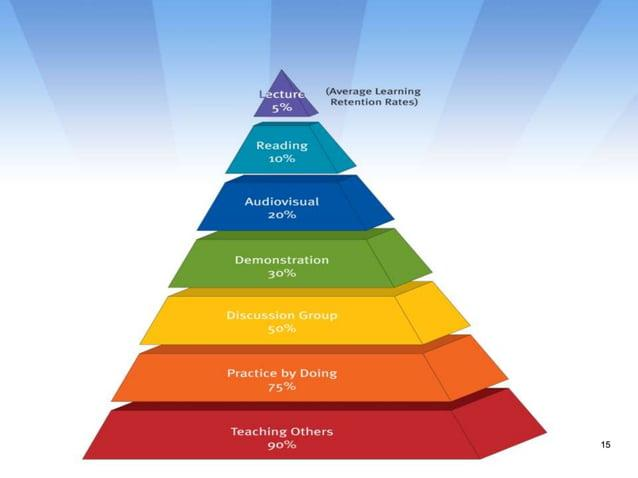 Lecture
5%
(Average Learning
Retention Rates)
Reading
10%
Audiovisual
20%
Demonstration
30%
Discussion Group
50%
Practice by Doing
75%
Teaching Others
90%
15